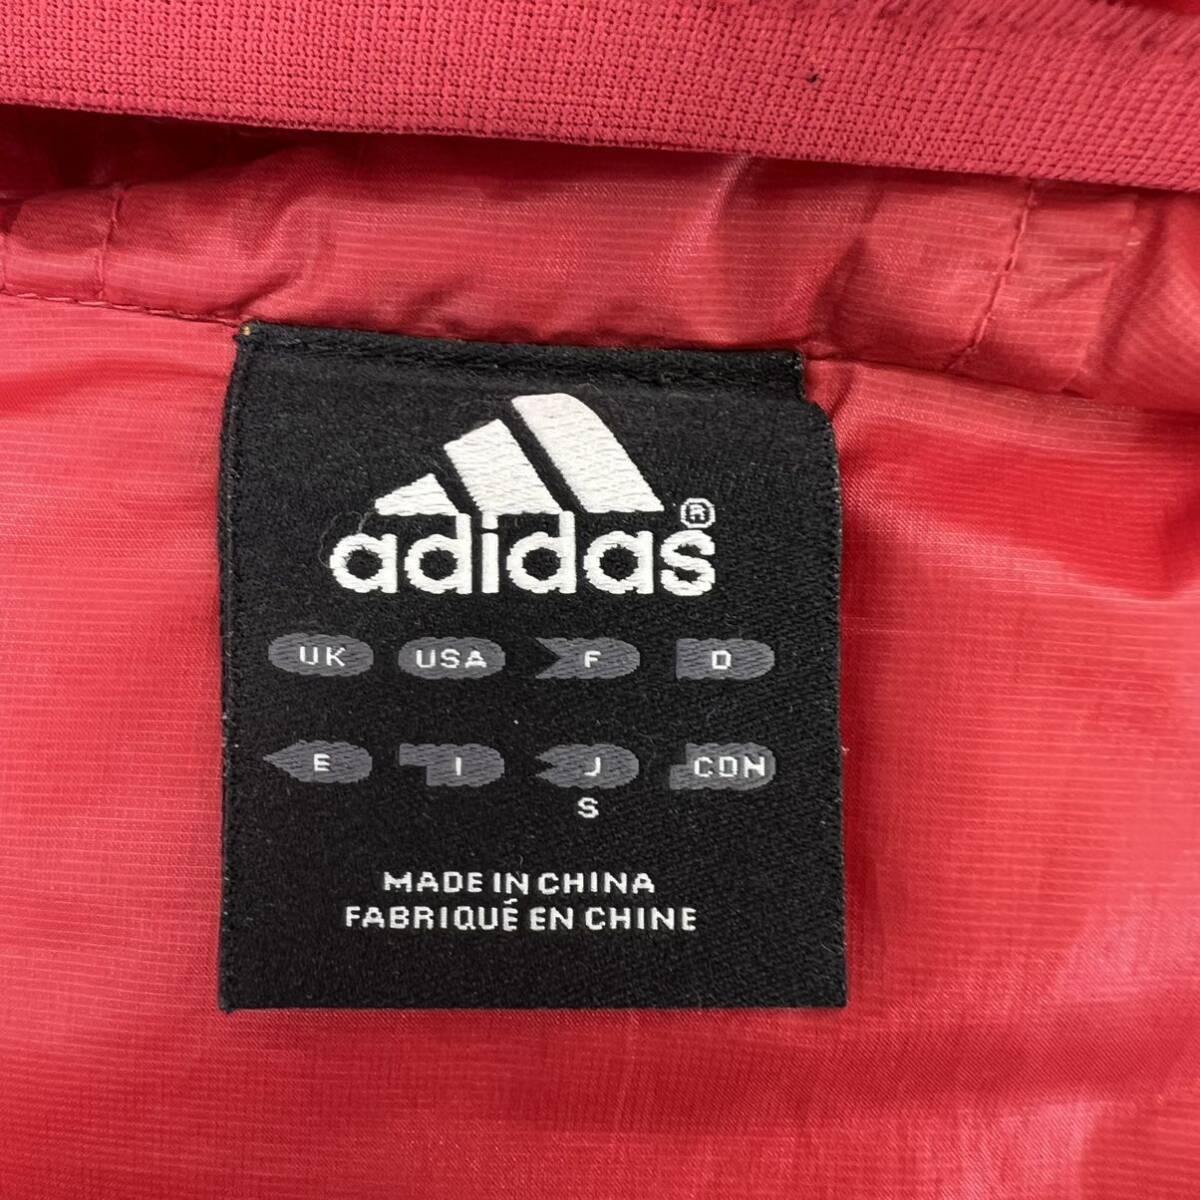 adidas®
UK USA F D
E I J CDN
S
MADE IN CHINA
FABRIQUÉ EN CHINE